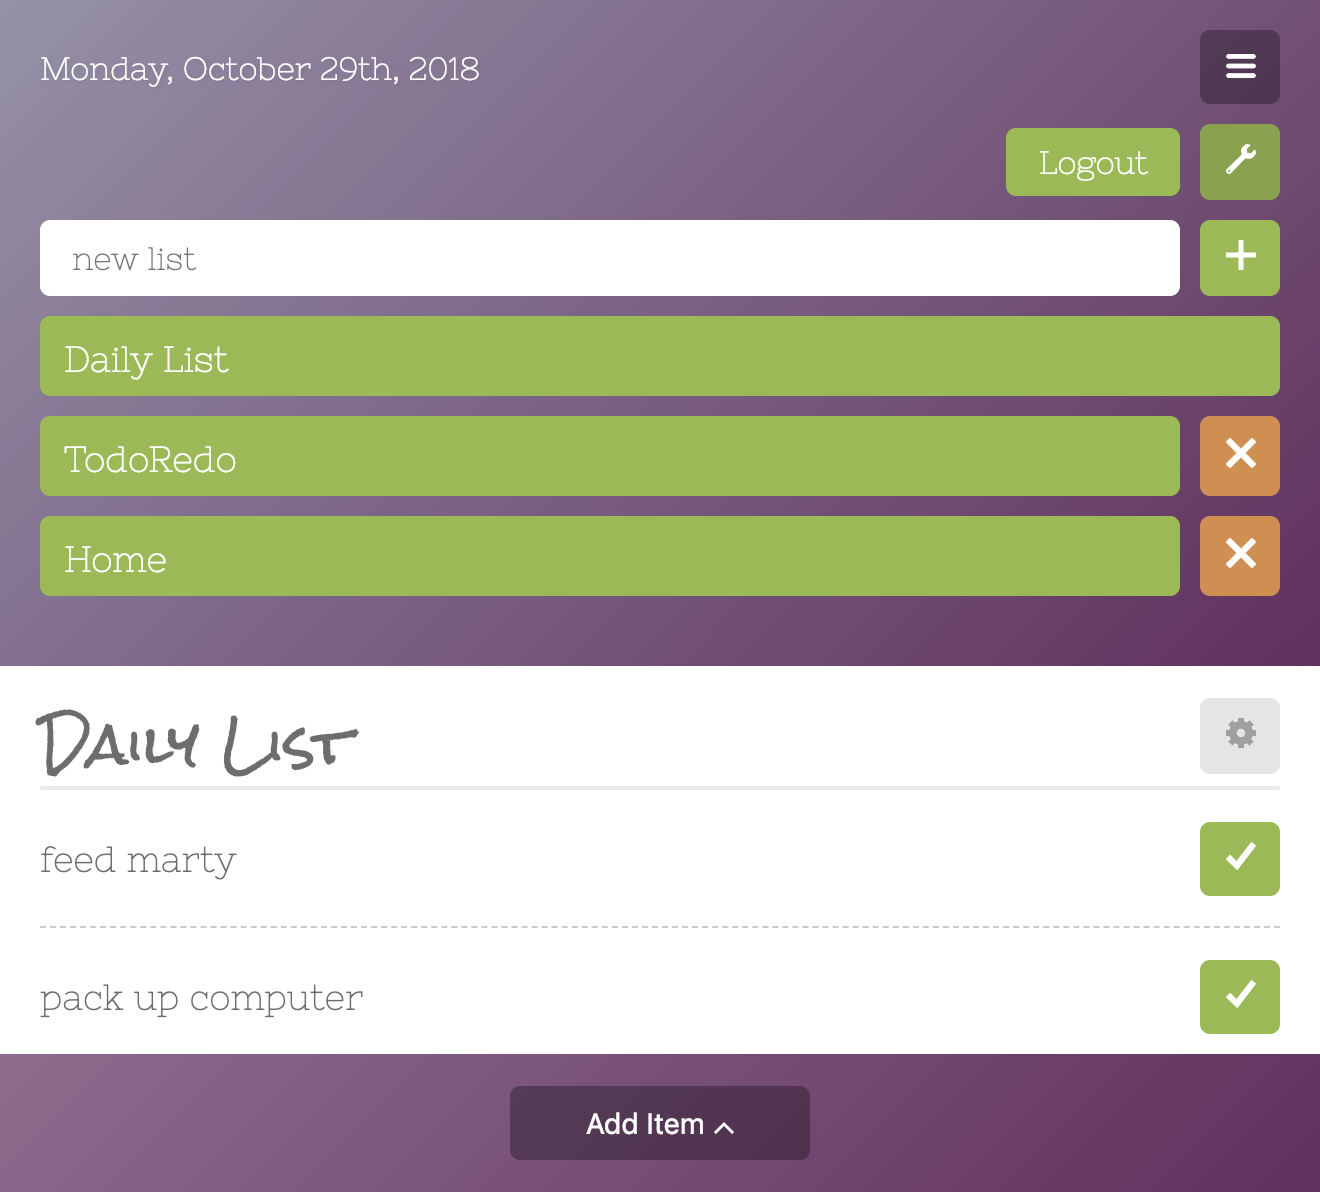 Monday, October 29th, 2018
Logout
new list
Daily List
TodoRedo
Home
Daily List
feed marty
pack up computer
Add Item